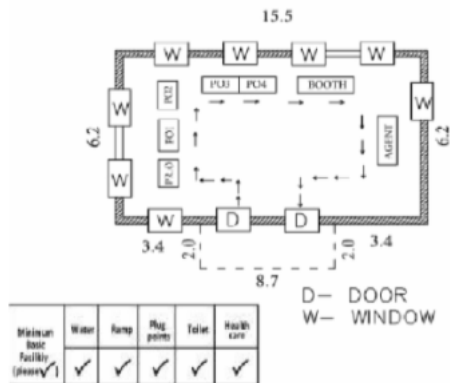 15.5
W W W W
PO3 PO4 BOOTH
PO2
W
W
6.2
PO1
AGENT
6.2
W
P.R.O
W D D
3.4 2.0 2.0 3.4
8.7
D– DOOR
W– WINDOW
Minimum Basic Facility (please ✓) Water Ramp Plug points Toilet Health care
✓ ✓ ✓ ✓ ✓